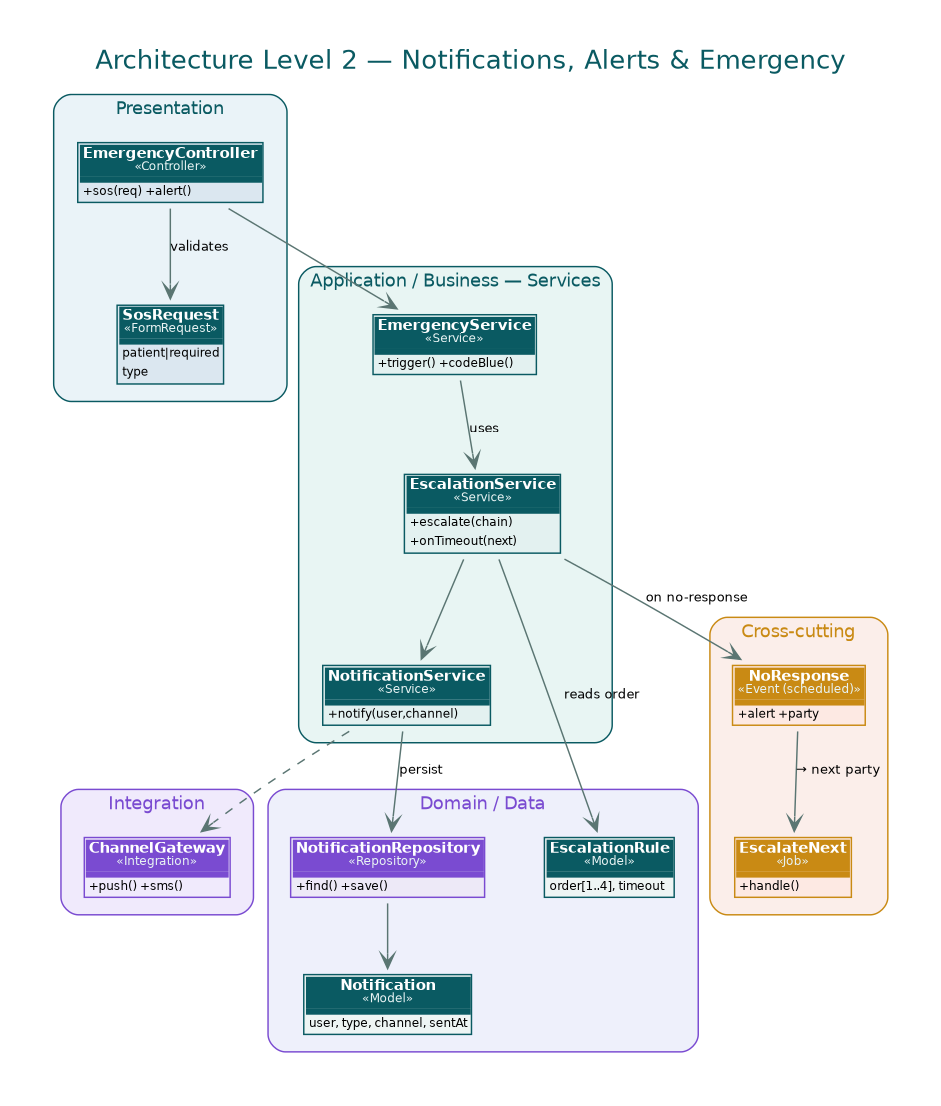 Architecture Level 2 — Notifications, Alerts & Emergency
Presentation
EmergencyController
«Controller»
+sos(req) +alert()
validates
SosRequest
«FormRequest»
patient|required
type
Application / Business — Services
EmergencyService
«Service»
+trigger() +codeBlue()
uses
EscalationService
«Service»
+escalate(chain)
+onTimeout(next)
on no-response
reads order
NotificationService
«Service»
+notify(user,channel)
persist
Cross-cutting
NoResponse
«Event (scheduled)»
+alert +party
→ next party
EscalateNext
«Job»
+handle()
Integration
ChannelGateway
«Integration»
+push() +sms()
Domain / Data
NotificationRepository
«Repository»
+find() +save()
EscalationRule
«Model»
order[1..4], timeout
Notification
«Model»
user, type, channel, sentAt